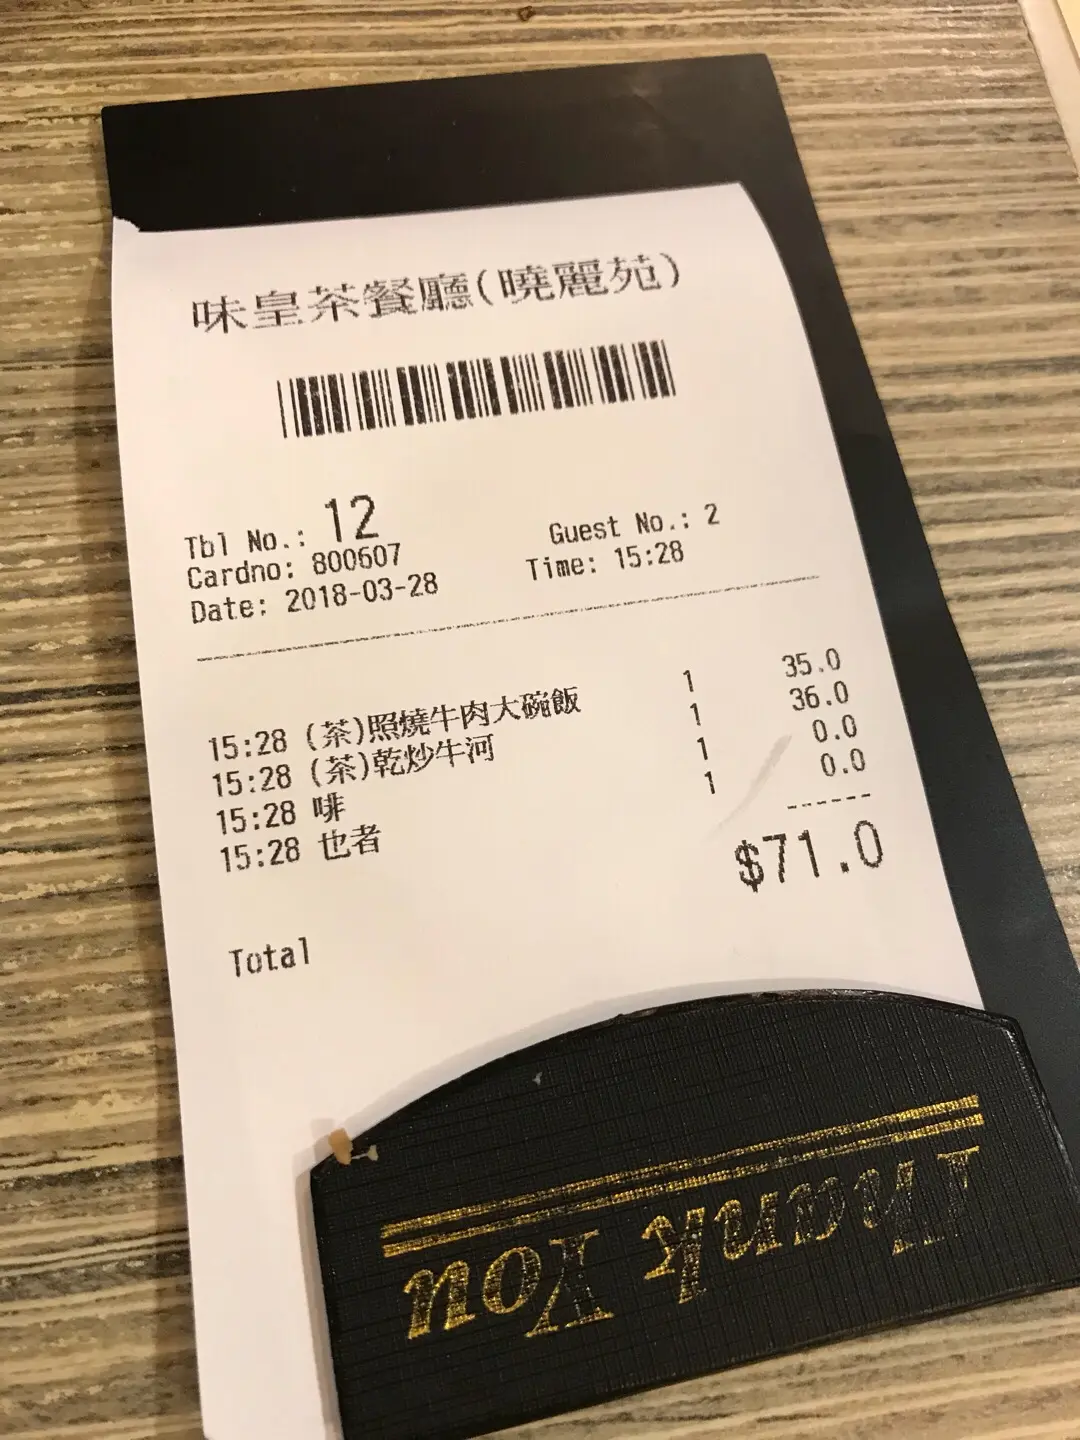 味皇茶餐廳(曉麗苑)
Tbl No.: 12 Guest No.: 2
Cardno: 800607 Time: 15:28
Date: 2018-03-28
15:28 (茶)照燒牛肉大碗飯 1 35.0
15:28 (茶)乾炒牛河 1 36.0
15:28 啡 1 0.0
15:28 也者 1 0.0
------
$71.0
Total
Thank You